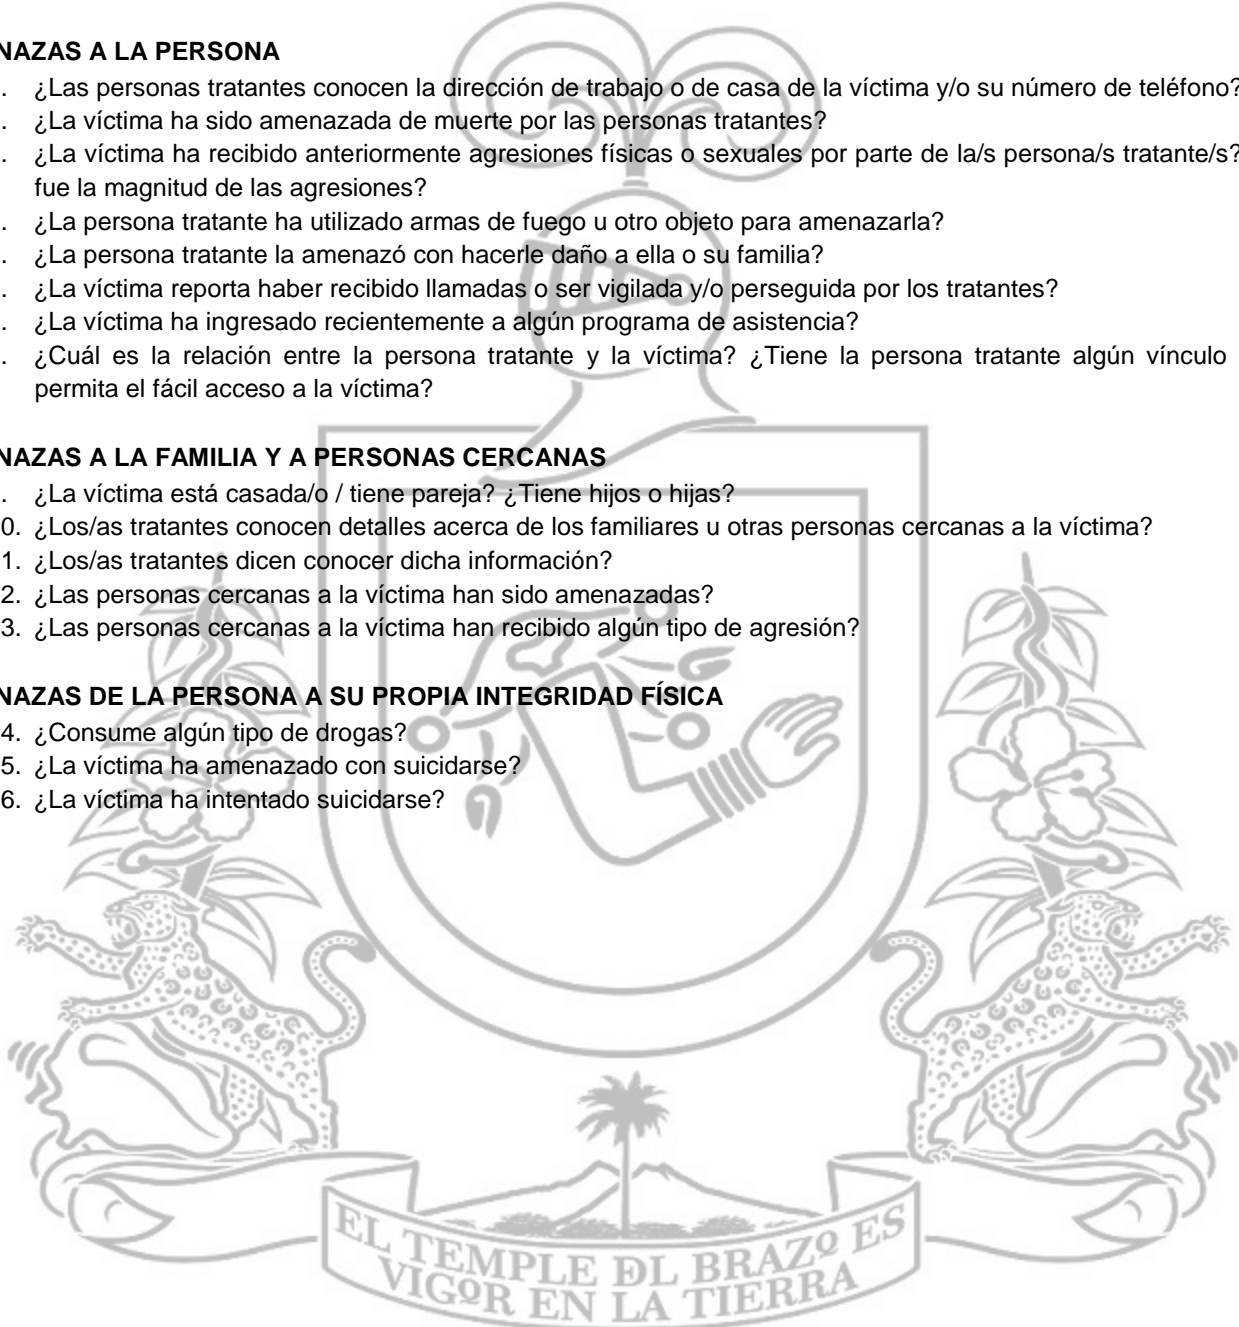 NAZAS A LA PERSONA
. ¿Las personas tratantes conocen la dirección de trabajo o de casa de la víctima y/o su número de teléfono?
. ¿La víctima ha sido amenazada de muerte por las personas tratantes?
. ¿La víctima ha recibido anteriormente agresiones físicas o sexuales por parte de la/s persona/s tratante/s?
fue la magnitud de las agresiones?
. ¿La persona tratante ha utilizado armas de fuego u otro objeto para amenazarla?
. ¿La persona tratante la amenazó con hacerle daño a ella o su familia?
. ¿La víctima reporta haber recibido llamadas o ser vigilada y/o perseguida por los tratantes?
. ¿La víctima ha ingresado recientemente a algún programa de asistencia?
. ¿Cuál es la relación entre la persona tratante y la víctima? ¿Tiene la persona tratante algún vínculo
permita el fácil acceso a la víctima?
NAZAS A LA FAMILIA Y A PERSONAS CERCANAS
. ¿La víctima está casada/o / tiene pareja? ¿Tiene hijos o hijas?
0. ¿Los/as tratantes conocen detalles acerca de los familiares u otras personas cercanas a la víctima?
1. ¿Los/as tratantes dicen conocer dicha información?
2. ¿Las personas cercanas a la víctima han sido amenazadas?
3. ¿Las personas cercanas a la víctima han recibido algún tipo de agresión?
NAZAS DE LA PERSONA A SU PROPIA INTEGRIDAD FÍSICA
4. ¿Consume algún tipo de drogas?
5. ¿La víctima ha amenazado con suicidarse?
6. ¿La víctima ha intentado suicidarse?
EL TEMPLE DL BRAZº ES
VIGºR EN LA TIERRA